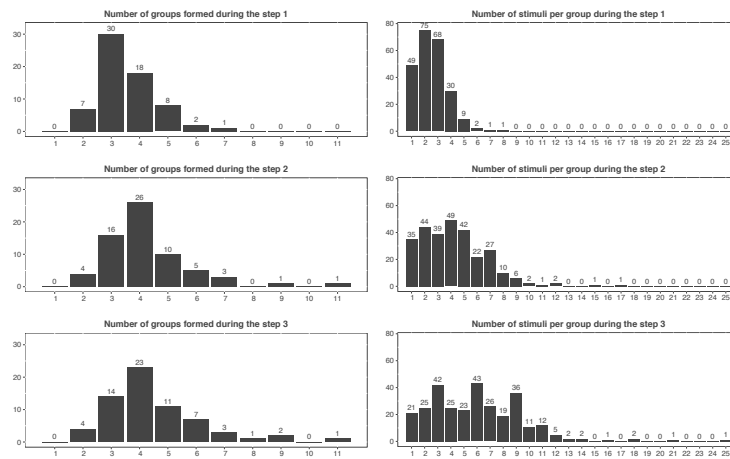 Number of groups formed during the step 1
30
20
10
0
0 7 30 18 8 2 1 0 0 0 0
1 2 3 4 5 6 7 8 9 10 11
Number of stimuli per group during the step 1
80
60
40
20
0
49 75 68 30 9 2 1 1 0 0 0 0 0 0 0 0 0 0 0 0 0 0 0 0 0
1 2 3 4 5 6 7 8 9 10 11 12 13 14 15 16 17 18 19 20 21 22 23 24 25
Number of groups formed during the step 2
30
20
10
0
0 4 16 26 10 5 3 0 1 0 1
1 2 3 4 5 6 7 8 9 10 11
Number of stimuli per group during the step 2
80
60
40
20
0
35 44 39 49 42 22 27 10 6 2 1 2 0 0 1 0 1 0 0 0 0 0 0 0 0
1 2 3 4 5 6 7 8 9 10 11 12 13 14 15 16 17 18 19 20 21 22 23 24 25
Number of groups formed during the step 3
30
20
10
0
0 4 14 23 11 7 3 1 2 0 1
1 2 3 4 5 6 7 8 9 10 11
Number of stimuli per group during the step 3
80
60
40
20
0
21 25 42 25 23 43 26 19 36 11 12 5 2 2 0 1 0 2 0 0 1 0 0 0 1
1 2 3 4 5 6 7 8 9 10 11 12 13 14 15 16 17 18 19 20 21 22 23 24 25